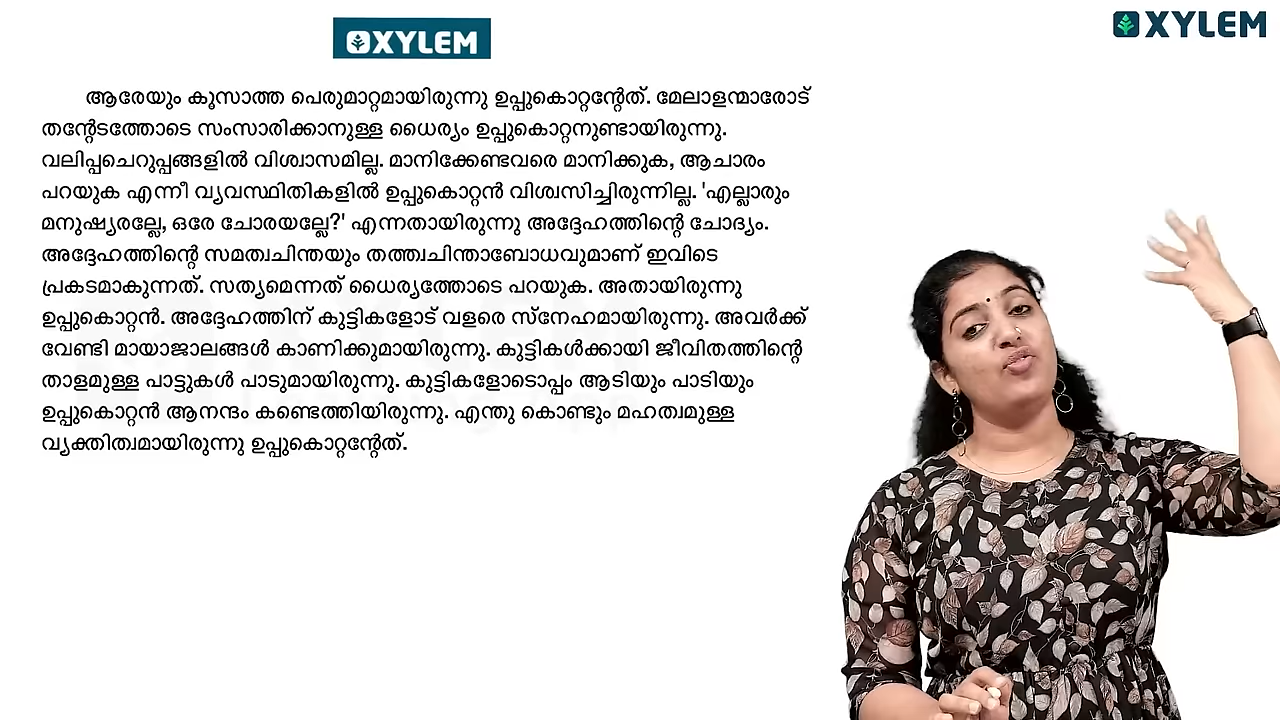 XYLEM
XYLEM
ആരേയും കൂസാത്ത പെരുമാറ്റമായിരുന്നു ഉപ്പുകൊറ്റന്റേത്. മേലാളന്മാരോട്
തന്റേടത്തോടെ സംസാരിക്കാനുള്ള ധൈര്യം ഉപ്പുകൊറ്റനുണ്ടായിരുന്നു.
വലിപ്പചെറുപ്പങ്ങളിൽ വിശ്വാസമില്ല. മാനിക്കേണ്ടവരെ മാനിക്കുക, ആചാരം
പറയുക എന്നീ വ്യവസ്ഥിതികളിൽ ഉപ്പുകൊറ്റൻ വിശ്വസിച്ചിരുന്നില്ല. 'എല്ലാരും
മനുഷ്യരല്ലേ, ഒരേ ചോരയല്ലേ?' എന്നതായിരുന്നു അദ്ദേഹത്തിന്റെ ചോദ്യം.
അദ്ദേഹത്തിന്റെ സമത്വചിന്തയും തത്ത്വചിന്താബോധവുമാണ് ഇവിടെ
പ്രകടമാകുന്നത്. സത്യമെന്നത് ധൈര്യത്തോടെ പറയുക. അതായിരുന്നു
ഉപ്പുകൊറ്റൻ. അദ്ദേഹത്തിന് കുട്ടികളോട് വളരെ സ്നേഹമായിരുന്നു. അവർക്ക്
വേണ്ടി മായാജാലങ്ങൾ കാണിക്കുമായിരുന്നു. കുട്ടികൾക്കായി ജീവിതത്തിന്റെ
താളമുള്ള പാട്ടുകൾ പാടുമായിരുന്നു. കുട്ടികളോടൊപ്പം ആടിയും പാടിയും
ഉപ്പുകൊറ്റൻ ആനന്ദം കണ്ടെത്തിയിരുന്നു. എന്തു കൊണ്ടും മഹത്വമുള്ള
വ്യക്തിത്വമായിരുന്നു ഉപ്പുകൊറ്റന്റേത്.